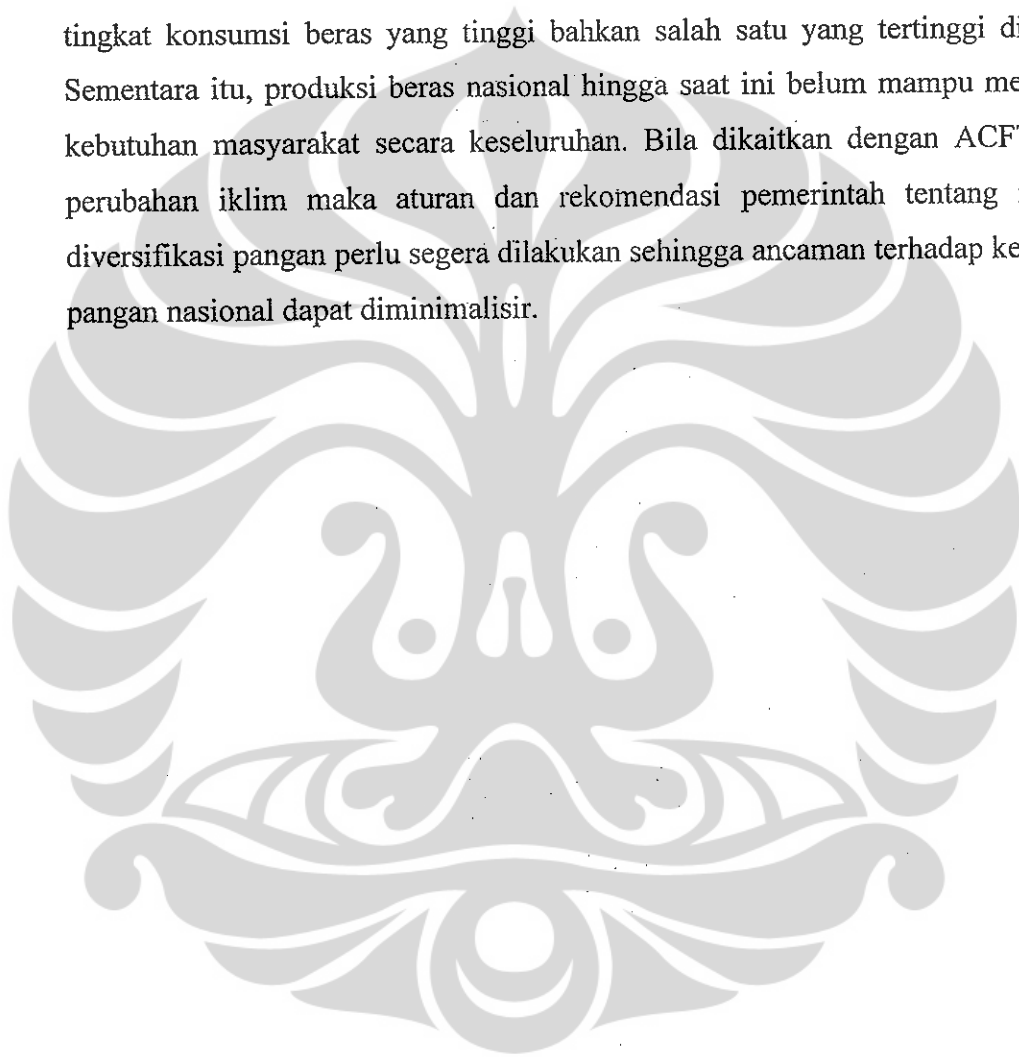 tingkat konsumsi beras yang tinggi bahkan salah satu yang tertinggi di
Sementara itu, produksi beras nasional hingga saat ini belum mampu me
kebutuhan masyarakat secara keseluruhan. Bila dikaitkan dengan ACF
perubahan iklim maka aturan dan rekomendasi pemerintah tentang
diversifikasi pangan perlu segera dilakukan sehingga ancaman terhadap ke
pangan nasional dapat diminimalisir.